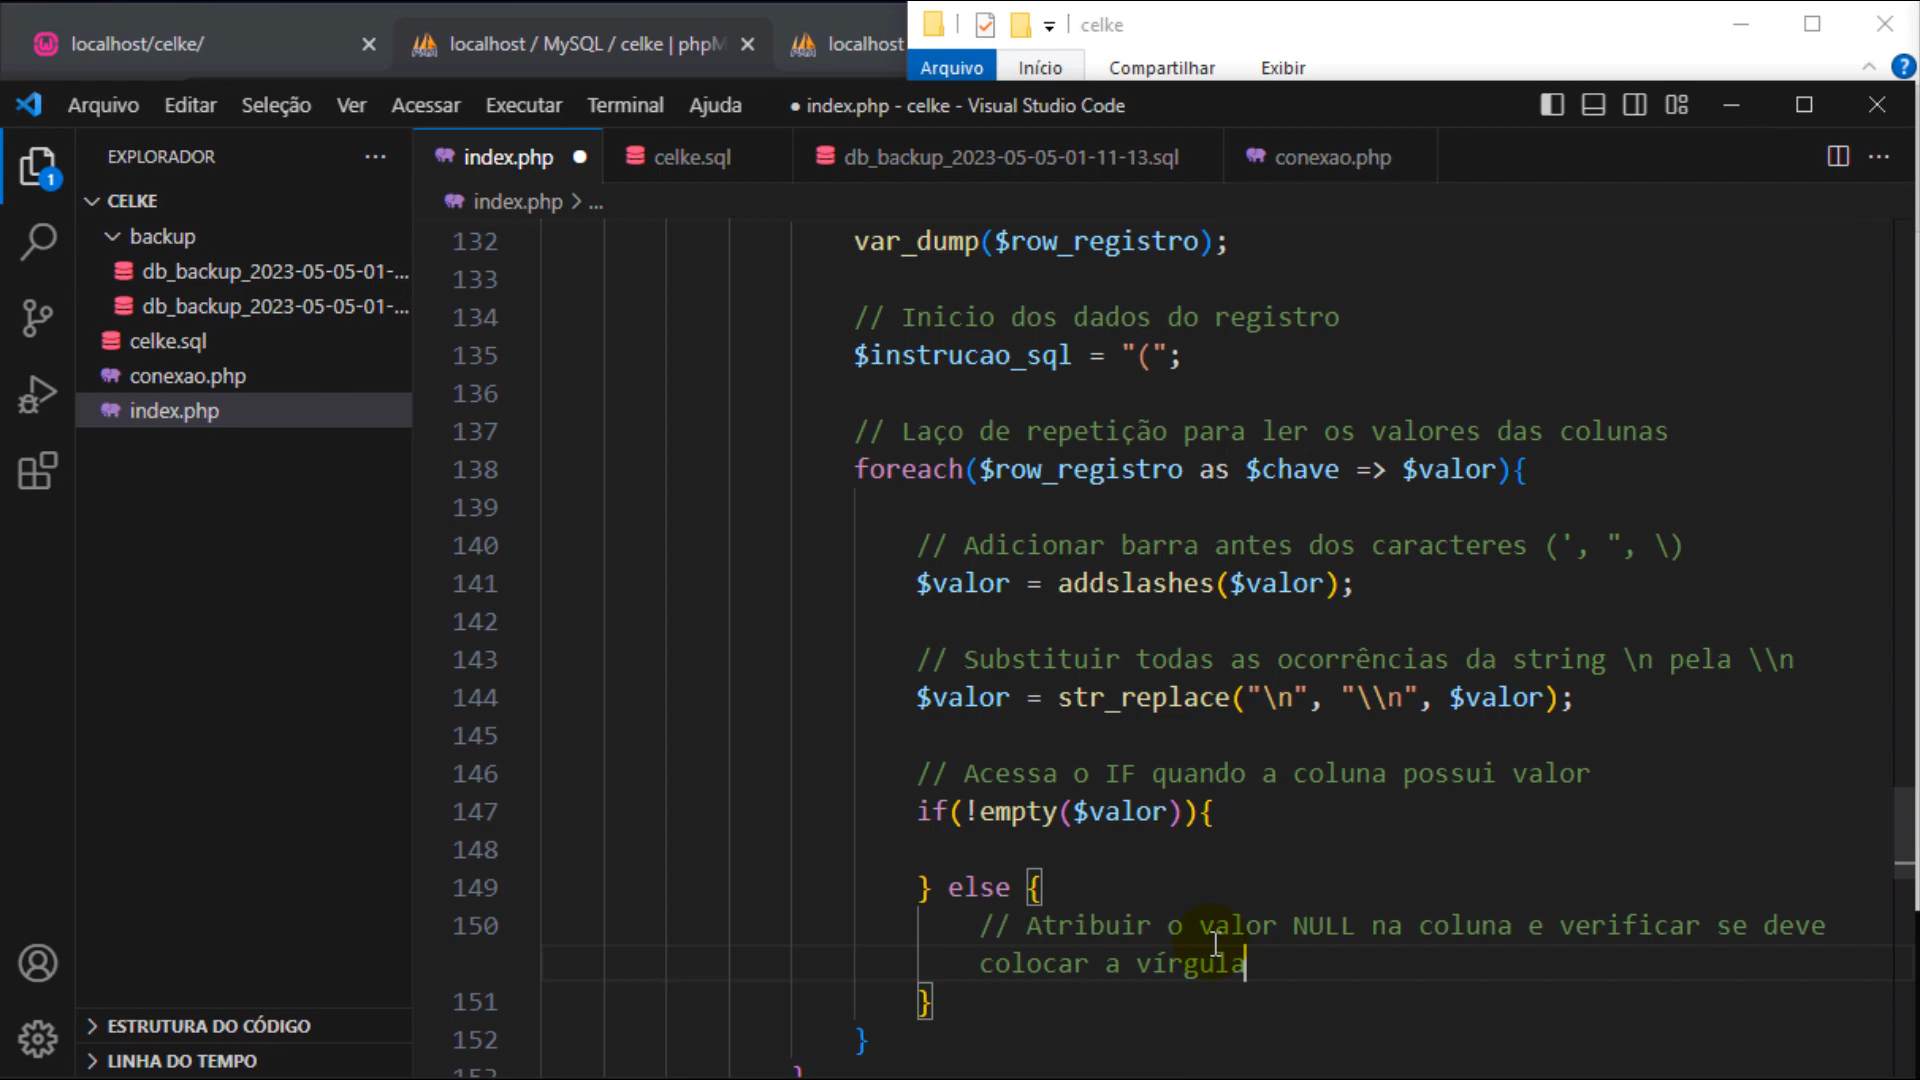 localhost/celke/
localhost / MySQL / celke | phpM
localhost
celke
Arquivo Início Compartilhar Exibir
Arquivo Editar Seleção Ver Acessar Executar Terminal Ajuda
● index.php - celke - Visual Studio Code
EXPLORADOR
1
index.php
celke.sql
db_backup_2023-05-05-01-11-13.sql
conexao.php
CELKE
index.php > ...
backup
db_backup_2023-05-05-01-...
db_backup_2023-05-05-01-...
celke.sql
conexao.php
index.php
ESTRUTURA DO CÓDIGO
LINHA DO TEMPO
132 var_dump($row_registro);
133
134 // Inicio dos dados do registro
135 $instrucao_sql = "(";
136
137 // Laço de repetição para ler os valores das colunas
138 foreach($row_registro as $chave => $valor){
139
140 // Adicionar barra antes dos caracteres (', ", \)
141 $valor = addslashes($valor);
142
143 // Substituir todas as ocorrências da string \n pela \\n
144 $valor = str_replace("\n", "\\n", $valor);
145
146 // Acessa o IF quando a coluna possui valor
147 if(!empty($valor)){
148
149 } else {
150 // Atribuir o valor NULL na coluna e verificar se deve
colocar a vírgula
151 }
152 }
153 }